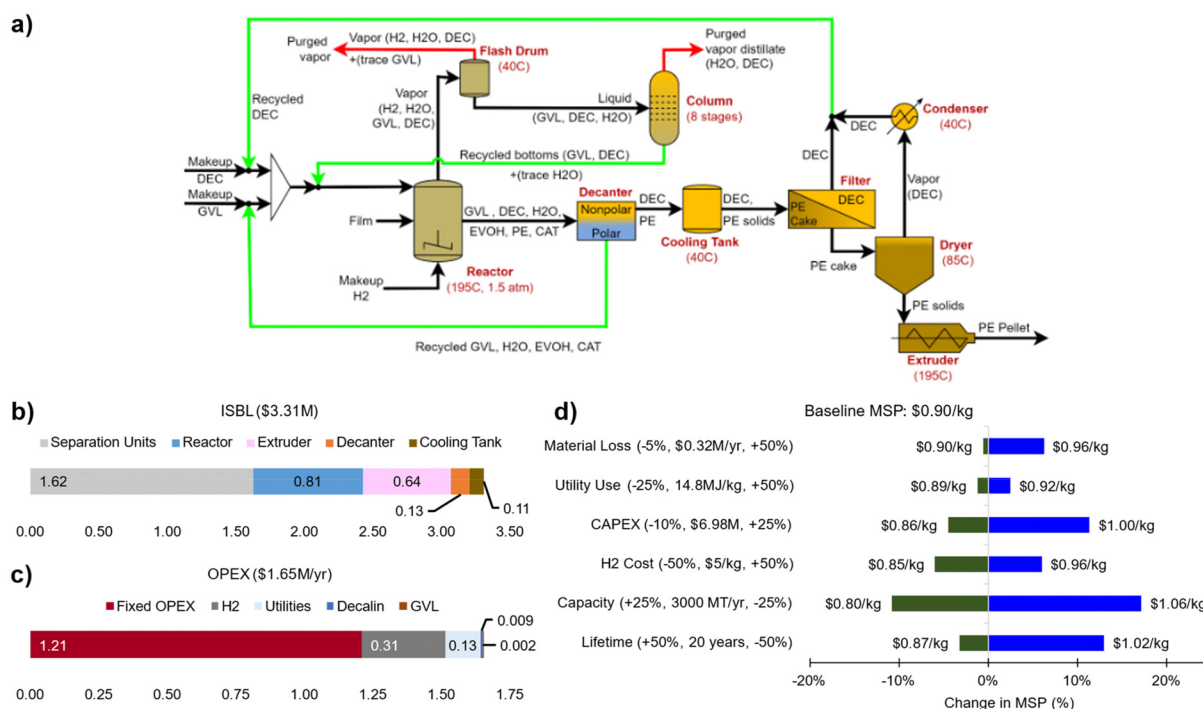 a)
Purged
vapor
Vapor (H2, H2O, DEC)
+(trace GVL)
Flash Drum
(40C)
Purged
vapor distillate
(H2O, DEC)
Recycled
DEC
Vapor
(H2, H2O,
GVL, DEC)
Liquid
(GVL, DEC, H2O)
Column
(8 stages)
Condenser
(40C)
DEC
DEC
Vapor
(DEC)
Makeup
DEC
Makeup
GVL
Recycled bottoms (GVL, DEC)
+(trace H2O)
Film
GVL , DEC, H2O,
EVOH, PE, CAT
Decanter
Nonpolar
Polar
DEC
PE
DEC,
PE solids
Cooling Tank
(40C)
Filter
DEC
PE
Cake
Dryer
(85C)
PE cake
Makeup
H2
Reactor
(195C, 1.5 atm)
PE solids
PE Pellet
Extruder
(195C)
Recycled GVL, H2O, EVOH, CAT
b)
ISBL ($3.31M)
Separation Units
Reactor
Extruder
Decanter
Cooling Tank
1.62
0.81
0.64
0.13
0.11
0.00 0.50 1.00 1.50 2.00 2.50 3.00 3.50
c)
OPEX ($1.65M/yr)
Fixed OPEX
H2
Utilities
Decalin
GVL
1.21
0.31
0.13
0.009
0.002
0.00 0.25 0.50 0.75 1.00 1.25 1.50 1.75
d)
Baseline MSP: $0.90/kg
Material Loss (-5%, $0.32M/yr, +50%) $0.90/kg $0.96/kg
Utility Use (-25%, 14.8MJ/kg, +50%) $0.89/kg $0.92/kg
CAPEX (-10%, $6.98M, +25%) $0.86/kg $1.00/kg
H2 Cost (-50%, $5/kg, +50%) $0.85/kg $0.96/kg
Capacity (+25%, 3000 MT/yr, -25%) $0.80/kg $1.06/kg
Lifetime (+50%, 20 years, -50%) $0.87/kg $1.02/kg
-20% -10% 0% 10% 20%
Change in MSP (%)